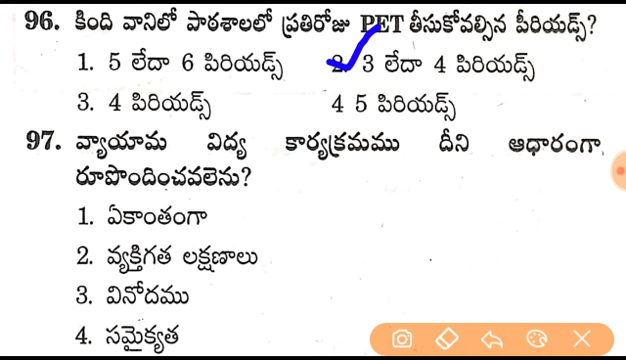 96. కింది వానిలో పాఠశాలలో ప్రతిరోజు PET తీసుకోవల్సిన పీరియడ్స్?
1. 5 లేదా 6 పిరియడ్స్ 2. 3 లేదా 4 పిరియడ్స్
3. 4 పిరియడ్స్ 4 5 పిరియడ్స్
97. వ్యాయామ విద్య కార్యక్రమము దీని ఆధారంగా
రూపొందించవలెను?
1. ఏకాంతంగా
2. వ్యక్తిగత లక్షణాలు
3. వినోదము
4. సమైక్యత